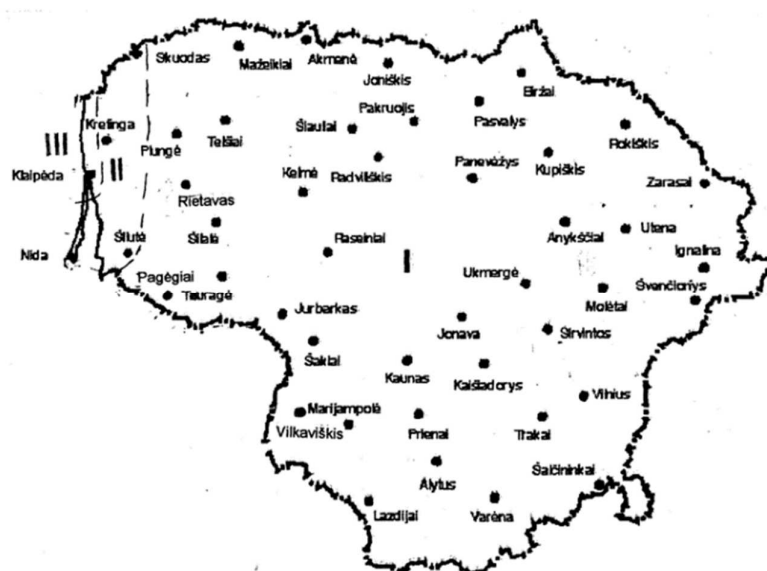 Skuodas
Mažeikiai
Akmenė
Joniškis
Biržai
Pakruojis
Pasvalys
III
Kretinga
Plungė
Telšiai
Šiauliai
Rokiškis
Klaipėda
II
Kelmė
Radviliškis
Panevėžys
Kupiškis
Zarasai
Rietavas
Nida
Šilutė
Šilalė
Raseiniai
I
Anykščiai
Utena
Ignalina
Pagėgiai
Tauragė
Ukmergė
Molėtai
Švenčionys
Jurbarkas
Jonava
Širvintos
Šakiai
Kaunas
Kaišiadorys
Vilnius
Marijampolė
Vilkaviškis
Prienai
Trakai
Alytus
Šalčininkai
Lazdijai
Varėna